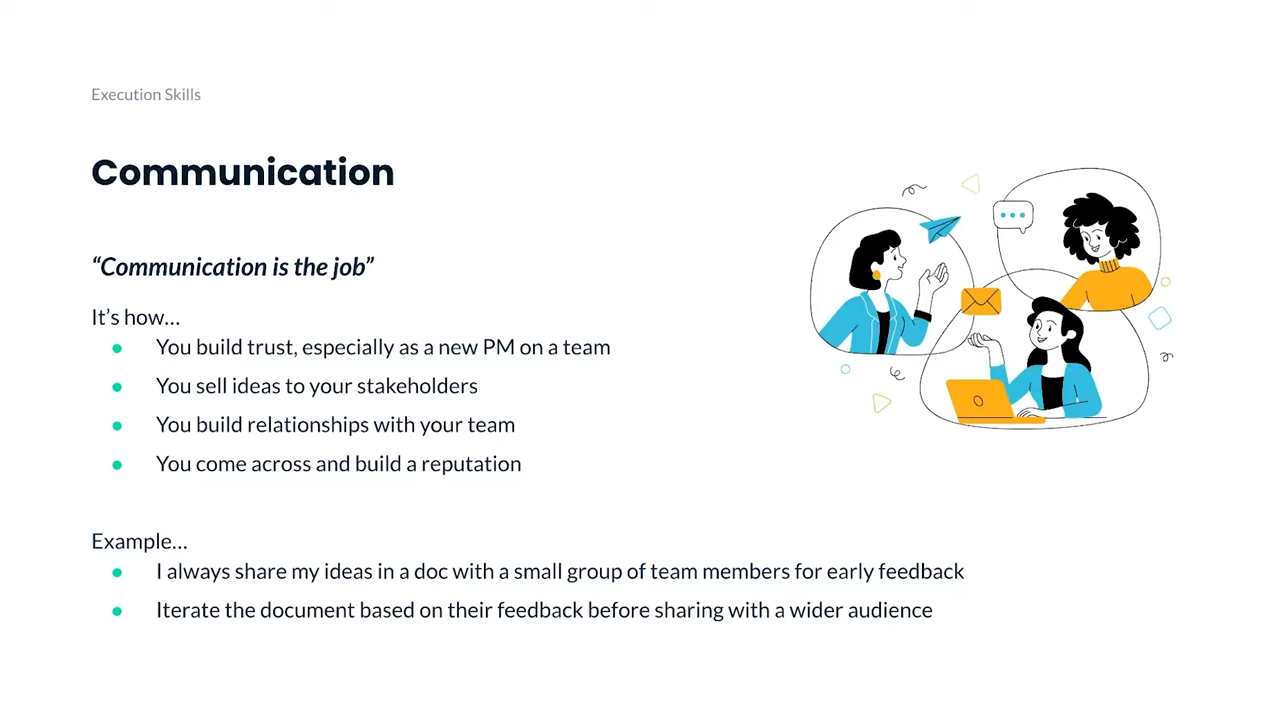 Execution Skills
Communication
“Communication is the job”
It’s how…
● You build trust, especially as a new PM on a team
● You sell ideas to your stakeholders
● You build relationships with your team
● You come across and build a reputation
Example…
● I always share my ideas in a doc with a small group of team members for early feedback
● Iterate the document based on their feedback before sharing with a wider audience